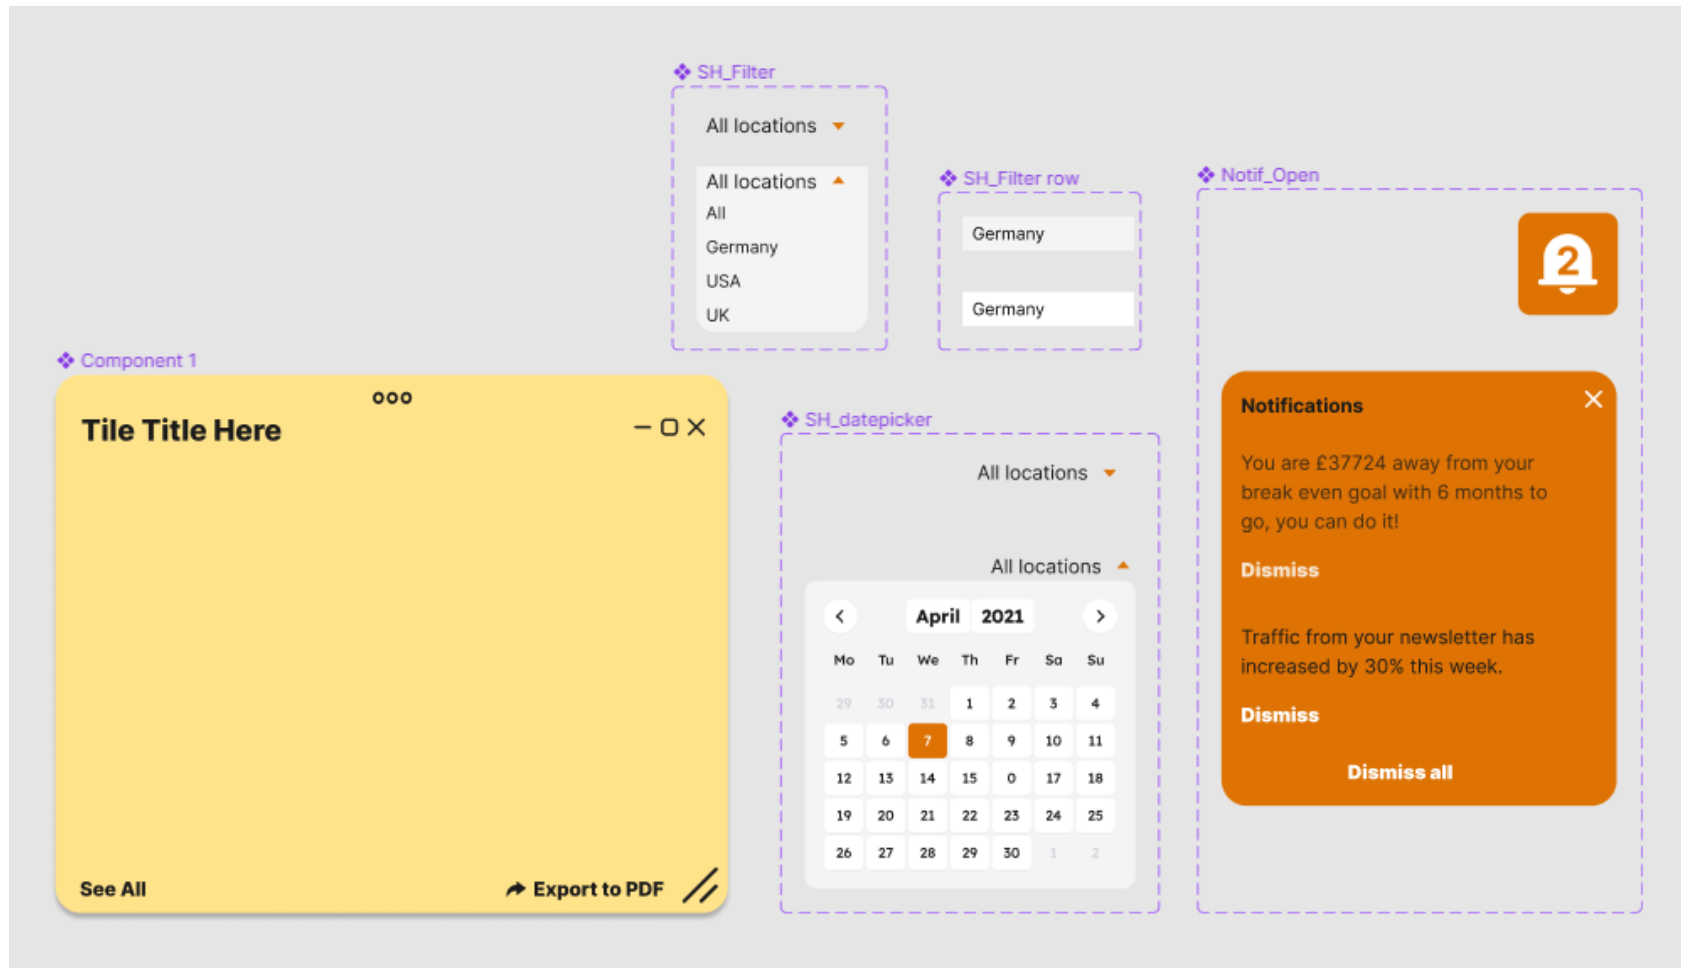 SH_Filter
All locations
All locations
All
Germany
USA
UK
SH_Filter row
Germany
Germany
Notif_Open
2
Notifications
You are £37724 away from your
break even goal with 6 months to
go, you can do it!
Dismiss
Traffic from your newsletter has
increased by 30% this week.
Dismiss
Dismiss all
Component 1
Tile Title Here
See All
Export to PDF
SH_datepicker
All locations
All locations
April 2021
Mo Tu We Th Fr Sa Su
29 30 31 1 2 3 4
5 6 7 8 9 10 11
12 13 14 15 0 17 18
19 20 21 22 23 24 25
26 27 28 29 30 1 2